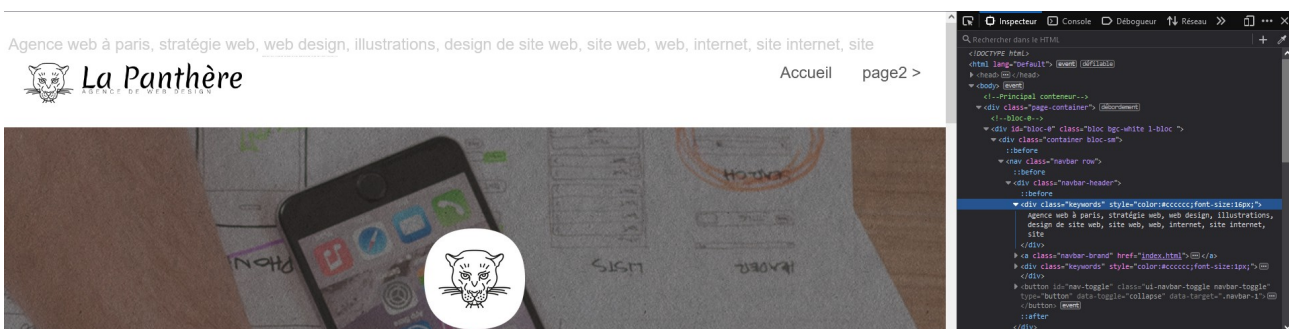 Agence web à paris, stratégie web, web design, illustrations, design de site web, site web, web, internet, site internet, site
La Panthère
AGENCE DE WEB DESIGN
Accueil page2 >
Inspecteur Console Débogueur Réseau
Rechercher dans le HTML
<!DOCTYPE html>
<html lang="Default"> event défilable
<head> </head>
<body> event
<!--Principal conteneur-->
<div class="page-container"> débordement
<!--bloc-0-->
<div id="bloc-0" class="bloc bgc-white l-bloc ">
<div class="container bloc-sm">
::before
<nav class="navbar row">
::before
<div class="navbar-header">
::before
<div class="keywords" style="color:#cccccc;font-size:16px;">
Agence web à paris, stratégie web, web design, illustrations,
design de site web, site web, web, internet, site internet,
site
</div>
<a class="navbar-brand" href="index.html"> </a>
<div class="keywords" style="color:#cccccc;font-size:1px;">
</div>
<button id="nav-toggle" class="ui-navbar-toggle navbar-toggle"
type="button" data-toggle="collapse" data-target=".navbar-1">
</button> event
::after
</div>
HEADER
LIST